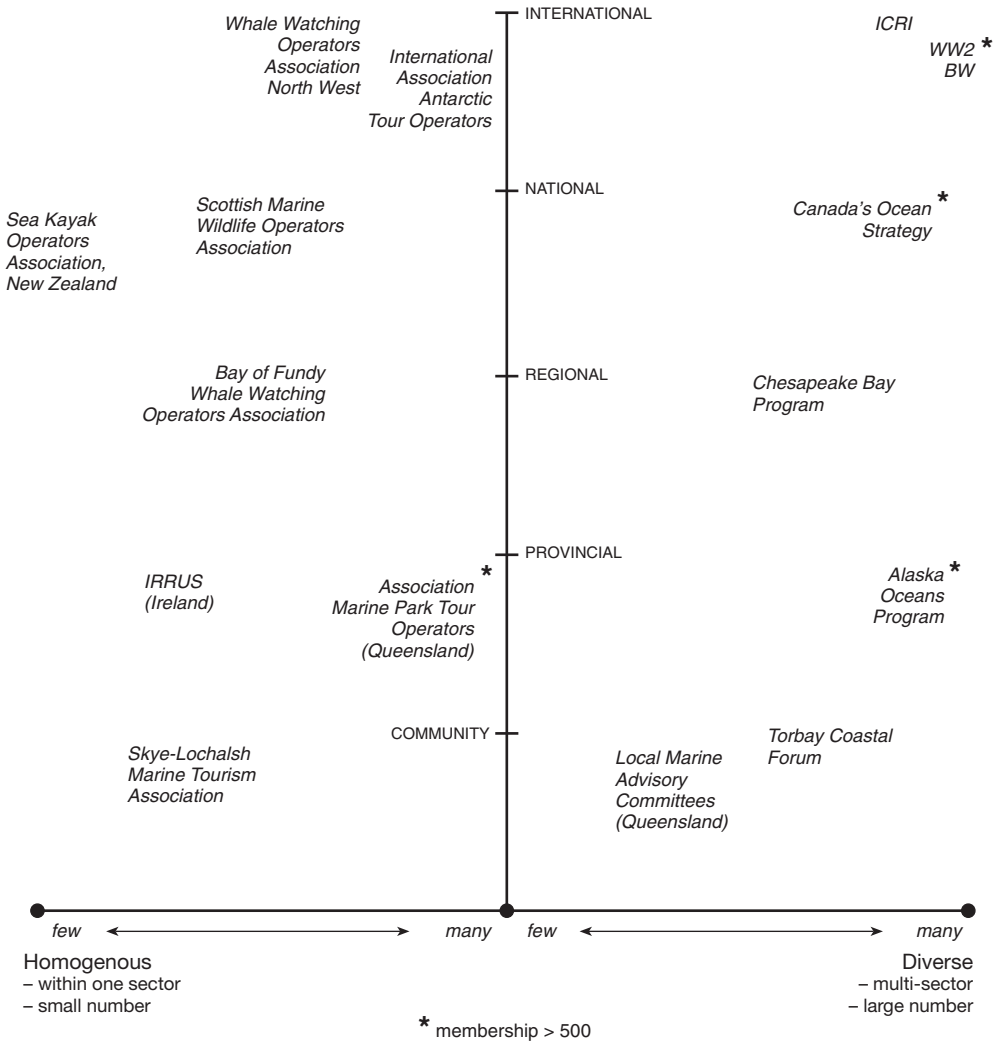 INTERNATIONAL
Whale Watching
Operators
Association
North West
International
Association
Antarctic
Tour Operators
ICRI
WW2 *
BW
NATIONAL
Sea Kayak
Operators
Association,
New Zealand
Scottish Marine
Wildlife Operators
Association
Canada's Ocean *
Strategy
REGIONAL
Bay of Fundy
Whale Watching
Operators Association
Chesapeake Bay
Program
PROVINCIAL
IRRUS
(Ireland)
Association *
Marine Park Tour
Operators
(Queensland)
Alaska *
Oceans
Program
COMMUNITY
Skye-Lochalsh
Marine Tourism
Association
Local Marine
Advisory
Committees
(Queensland)
Torbay Coastal
Forum
few many few many
Homogenous
– within one sector
– small number
Diverse
– multi-sector
– large number
* membership > 500